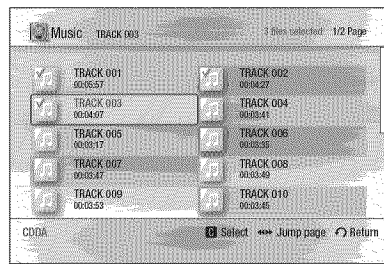 Music TRACK 003 3 files selected 1/2 Page
TRACK 001
00:05:57
TRACK 002
00:04:27
TRACK 003
00:04:07
TRACK 004
00:03:41
TRACK 005
00:03:17
TRACK 006
00:03:35
TRACK 007
00:03:47
TRACK 008
00:03:49
TRACK 009
00:03:53
TRACK 010
00:03:45
CDDA C Select Jump page Return